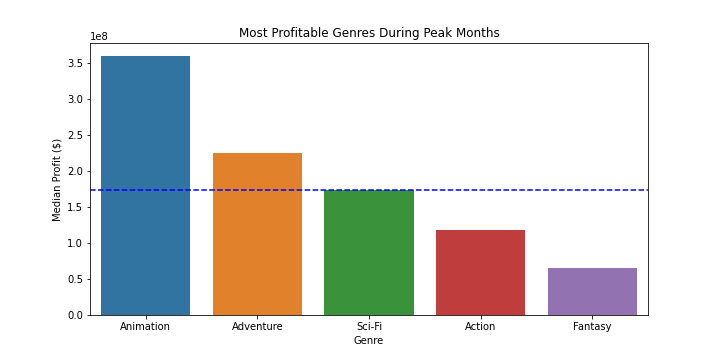 Most Profitable Genres During Peak Months
1e8
3.5
3.0
2.5
2.0
1.5
1.0
0.5
0.0
Median Profit ($)
Animation Adventure Sci-Fi Action Fantasy
Genre